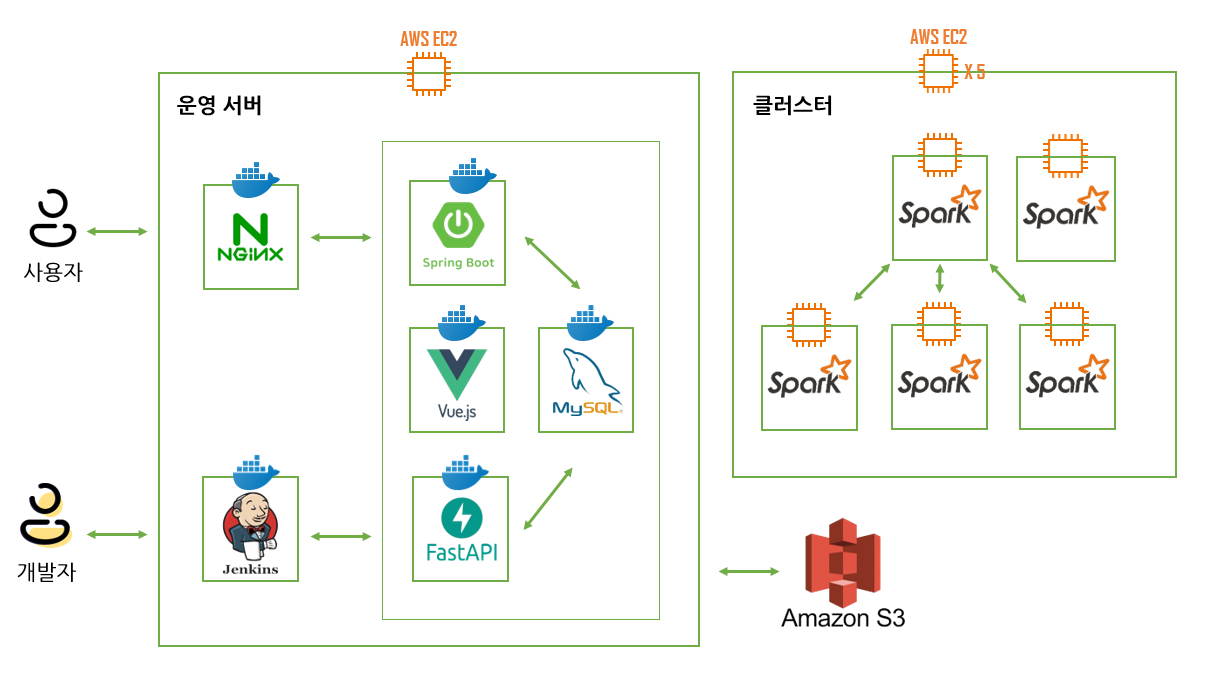 AWS EC2
운영 서버
NGINX
Spring Boot
Vue.js
MySQL
Jenkins
FastAPI
사용자
개발자
AWS EC2
X 5
클러스터
Spark
Spark
Spark
Spark
Spark
Amazon S3